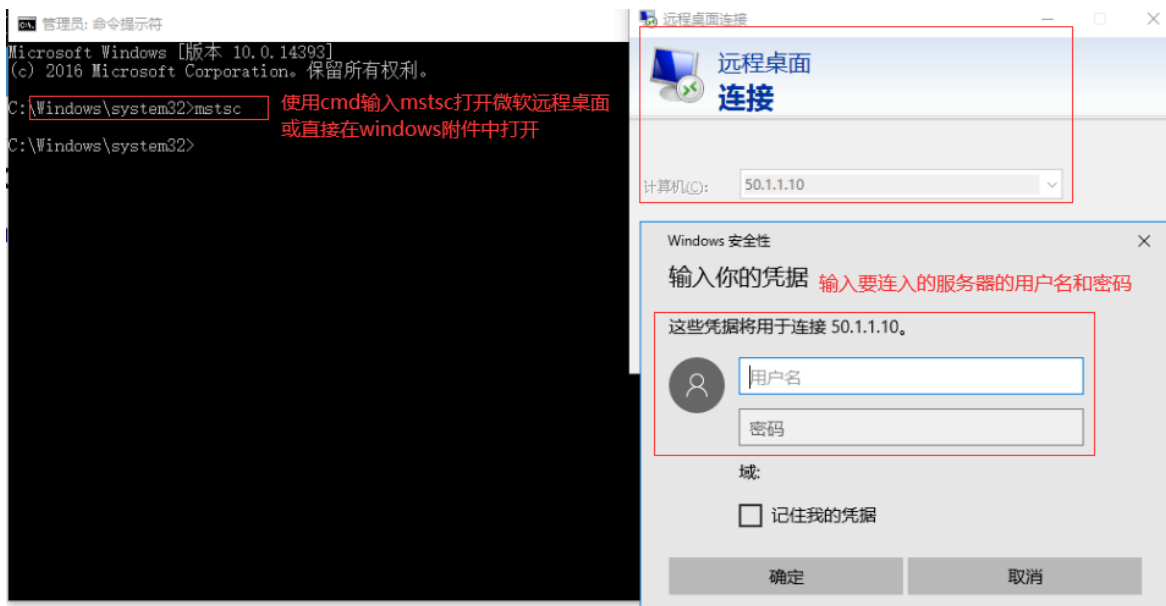 管理员: 命令提示符
Microsoft Windows [版本 10.0.14393]
(c) 2016 Microsoft Corporation。保留所有权利。
C:\Windows\system32>mstsc
使用cmd输入mstsc打开微软远程桌面
或直接在windows附件中打开
C:\Windows\system32>
远程桌面连接
远程桌面
连接
计算机(C):
50.1.1.10
Windows 安全性
输入你的凭据
输入要连入的服务器的用户名和密码
这些凭据将用于连接 50.1.1.10。
用户名
密码
域:
记住我的凭据
确定
取消